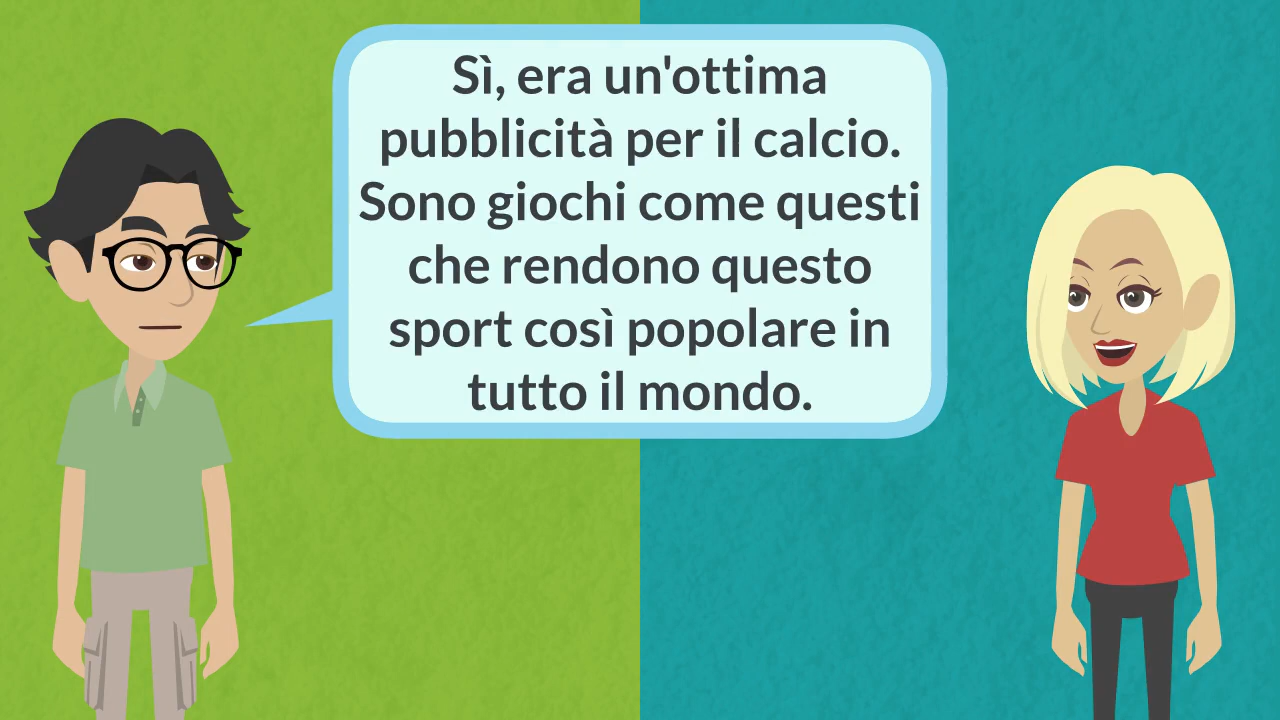 Sì, era un'ottima
pubblicità per il calcio.
Sono giochi come questi
che rendono questo
sport così popolare in
tutto il mondo.